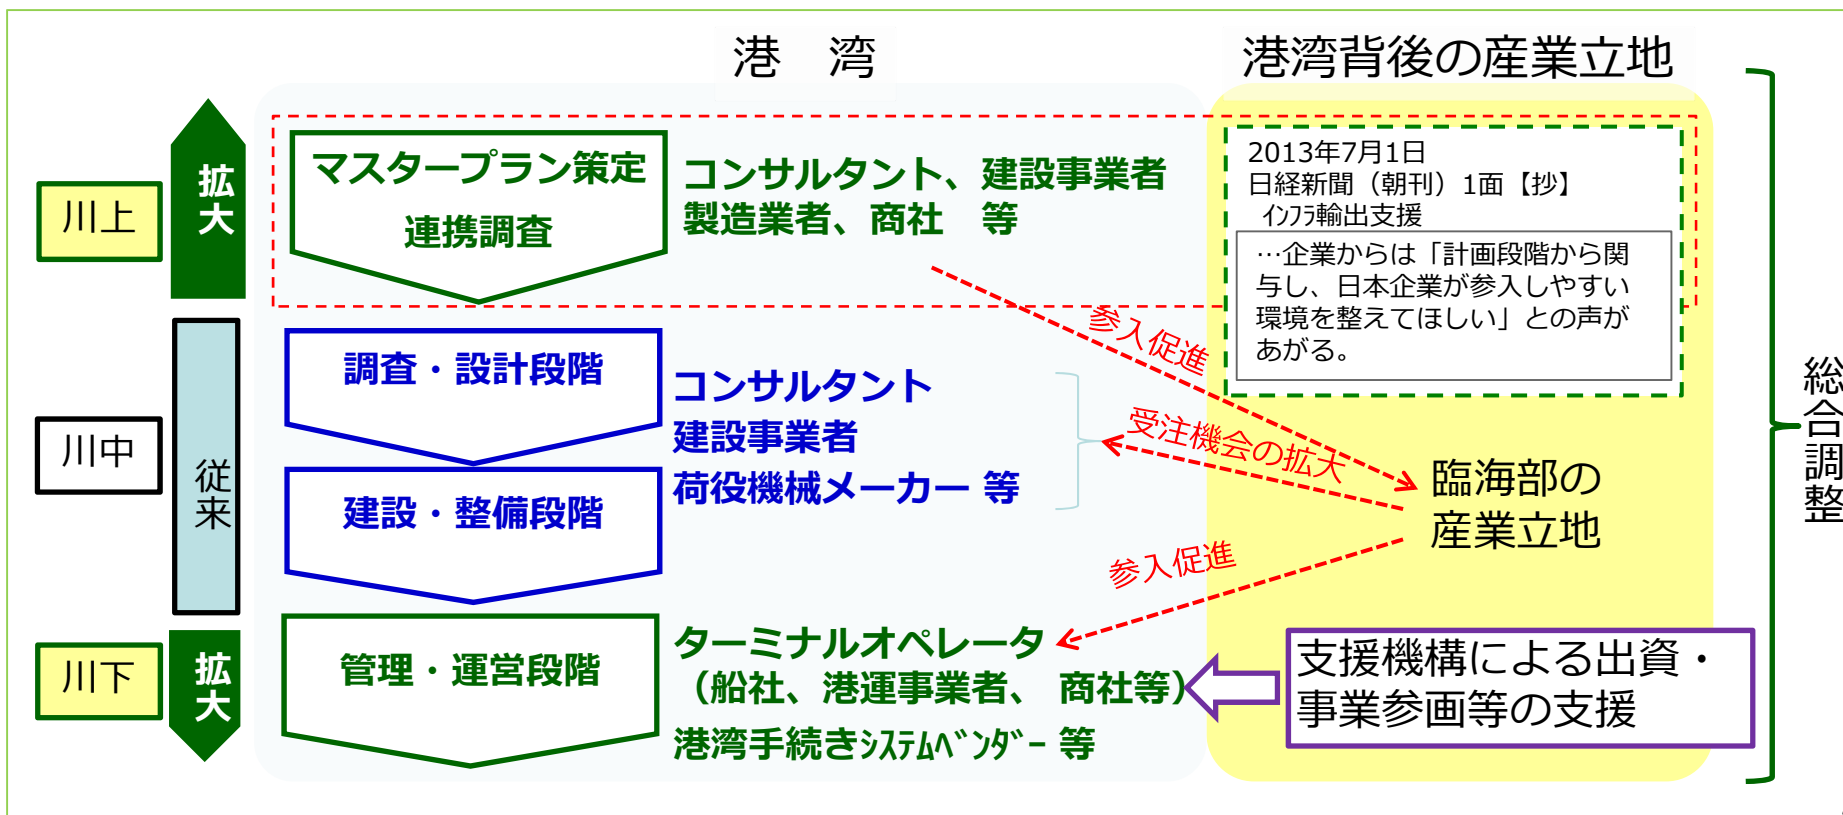 港　湾
港湾背後の産業立地
川上
拡大
マスタープラン策定
連携調査
コンサルタント、建設事業者
製造業者、商社　等
2013年7月1日
日経新聞（朝刊）1面【抄】
ｲﾝﾌﾗ輸出支援
…企業からは「計画段階から関
与し、日本企業が参入しやすい
環境を整えてほしい」との声が
あがる。
参入促進
川中
従来
調査・設計段階
建設・整備段階
コンサルタント
建設事業者
荷役機械メーカー 等
受注機会の拡大
臨海部の
産業立地
参入促進
川下
拡大
管理・運営段階
ターミナルオペレータ
（船社、港運事業者、 商社等）
港湾手続きｼｽﾃﾑﾍﾞﾝﾀﾞｰ 等
支援機構による出資・
事業参画等の支援
総合調整